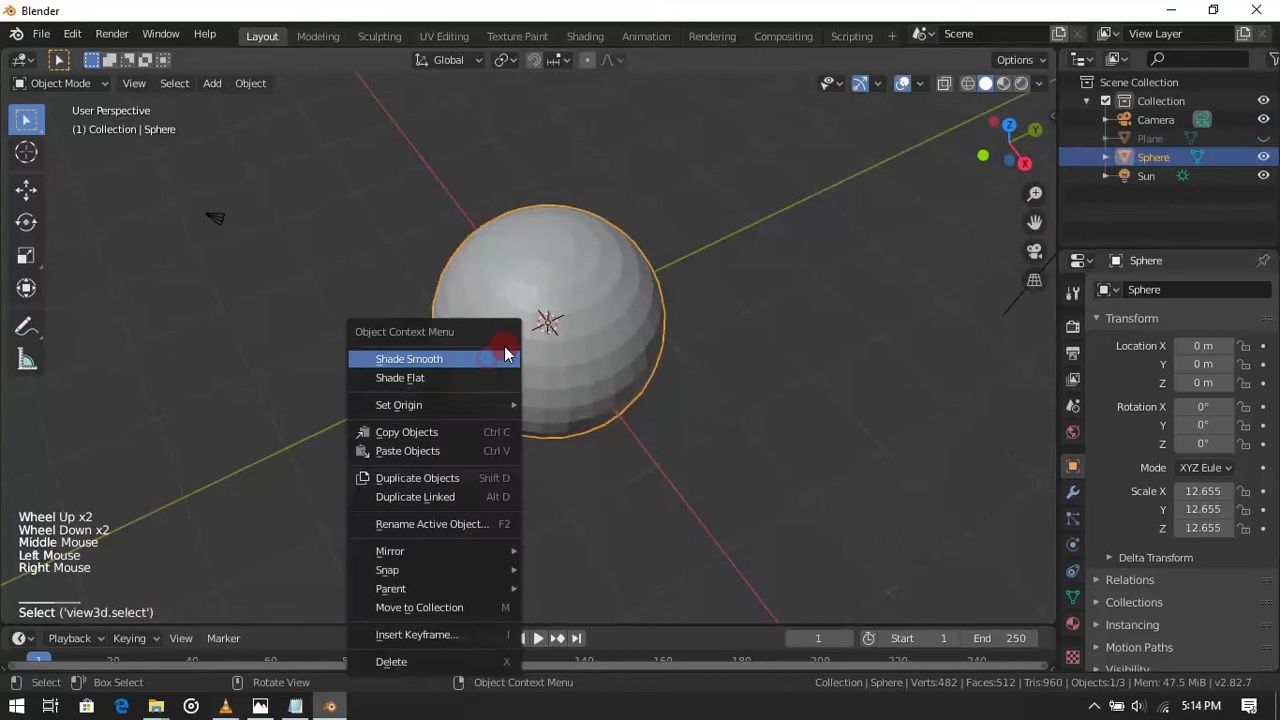 Blender
File Edit Render Window Help Layout Modeling Sculpting UV Editing Texture Paint Shading Animation Rendering Compositing Scripting + Scene View Layer
Global Options
Object Mode View Select Add Object
User Perspective
(1) Collection | Sphere
Z
Y
X
Scene Collection
Collection
Camera
Plane
Sphere
Sun
Sphere
Sphere
Transform
Location X 0 m
Y 0 m
Z 0 m
Rotation X 0°
Y 0°
Z 0°
Mode XYZ Eule
Scale X 12.655
Y 12.655
Z 12.655
Delta Transform
Relations
Collections
Instancing
Motion Paths
Visibility
Object Context Menu
Shade Smooth
Shade Flat
Set Origin
Copy Objects Ctrl C
Paste Objects Ctrl V
Duplicate Objects Shift D
Duplicate Linked Alt D
Rename Active Object... F2
Mirror
Snap
Parent
Move to Collection M
Insert Keyframe... I
Delete X
Wheel Up x2
Wheel Down x2
Middle Mouse
Left Mouse
Right Mouse
Select ('view3d.select')
Playback Keying View Marker 1 Start 1 End 250
1 20 40 60 140 160 180 200 220 240
Select Box Select Rotate View Object Context Menu Collection | Sphere | Verts:482 | Faces:512 | Tris:960 | Objects:1/3 | Mem: 47.5 MiB | v2.82.7
5:14 PM